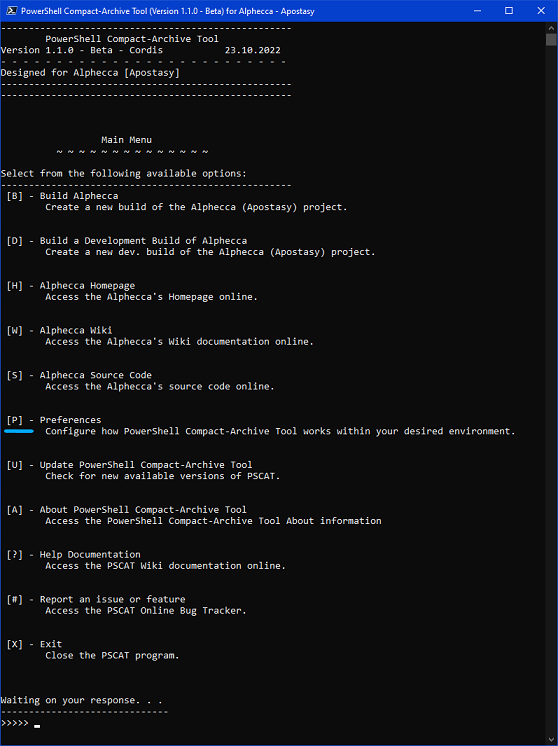 PowerShell Compact-Archive Tool (Version 1.1.0 - Beta) for Alphecca - Apostasy
----------------------------------------------------
PowerShell Compact-Archive Tool
Version 1.1.0 - Beta - Cordis 23.10.2022
- - - - - - - - - - - - - - - - - - - - - - - - - -
Designed for Alphecca [Apostasy]
----------------------------------------------------
----------------------------------------------------
Main Menu
~ ~ ~ ~ ~ ~ ~ ~ ~ ~ ~ ~ ~ ~
Select from the following available options:
----------------------------------------------------
[B] - Build Alphecca
Create a new build of the Alphecca (Apostasy) project.
[D] - Build a Development Build of Alphecca
Create a new dev. build of the Alphecca (Apostasy) project.
[H] - Alphecca Homepage
Access the Alphecca's Homepage online.
[W] - Alphecca Wiki
Access the Alphecca's Wiki documentation online.
[S] - Alphecca Source Code
Access the Alphecca's source code online.
[P] - Preferences
Configure how PowerShell Compact-Archive Tool works within your desired environment.
[U] - Update PowerShell Compact-Archive Tool
Check for new available versions of PSCAT.
[A] - About PowerShell Compact-Archive Tool
Access the PowerShell Compact-Archive Tool About information
[?] - Help Documentation
Access the PSCAT Wiki documentation online.
[#] - Report an issue or feature
Access the PSCAT Online Bug Tracker.
[X] - Exit
Close the PSCAT program.
Waiting on your response. . .
------------------------------
>>>>> _